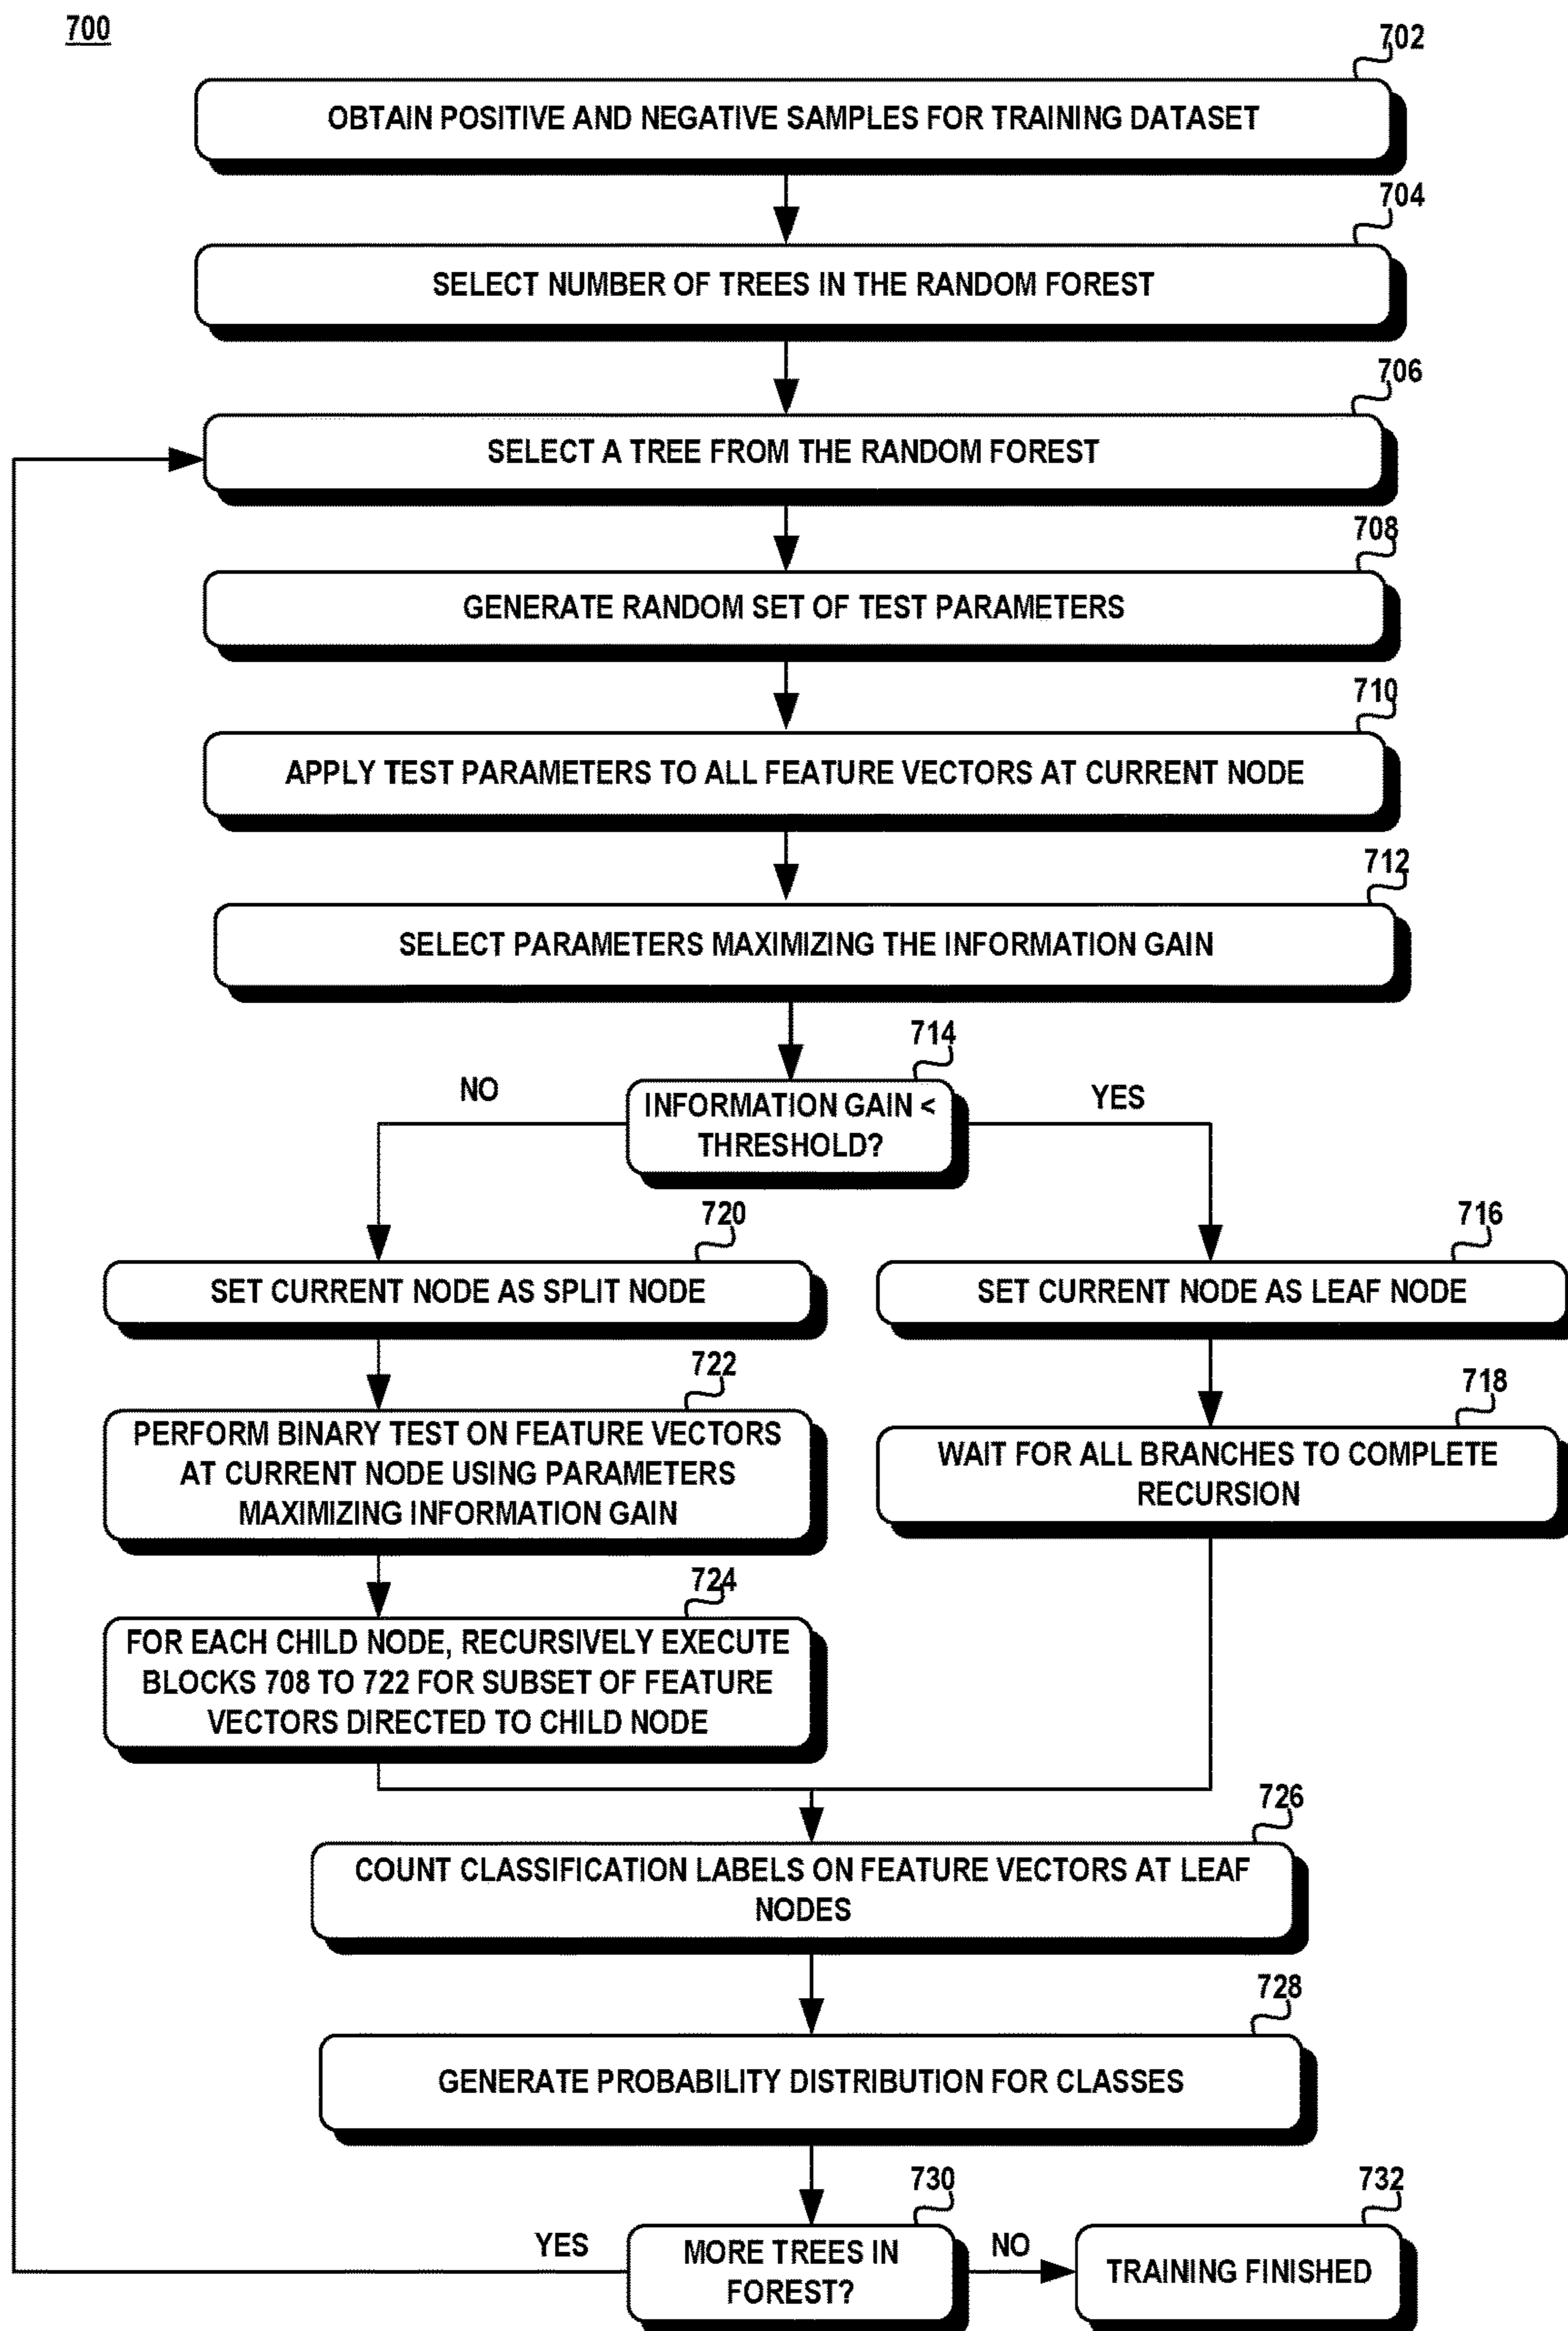 700
702
OBTAIN POSITIVE AND NEGATIVE SAMPLES FOR TRAINING DATASET
704
SELECT NUMBER OF TREES IN THE RANDOM FOREST
706
SELECT A TREE FROM THE RANDOM FOREST
708
GENERATE RANDOM SET OF TEST PARAMETERS
710
APPLY TEST PARAMETERS TO ALL FEATURE VECTORS AT CURRENT NODE
712
SELECT PARAMETERS MAXIMIZING THE INFORMATION GAIN
714
INFORMATION GAIN <
THRESHOLD?
NO
YES
720
SET CURRENT NODE AS SPLIT NODE
716
SET CURRENT NODE AS LEAF NODE
722
PERFORM BINARY TEST ON FEATURE VECTORS
AT CURRENT NODE USING PARAMETERS
MAXIMIZING INFORMATION GAIN
718
WAIT FOR ALL BRANCHES TO COMPLETE
RECURSION
724
FOR EACH CHILD NODE, RECURSIVELY EXECUTE
BLOCKS 708 TO 722 FOR SUBSET OF FEATURE
VECTORS DIRECTED TO CHILD NODE
726
COUNT CLASSIFICATION LABELS ON FEATURE VECTORS AT LEAF
NODES
728
GENERATE PROBABILITY DISTRIBUTION FOR CLASSES
730
MORE TREES IN
FOREST?
YES
NO
732
TRAINING FINISHED